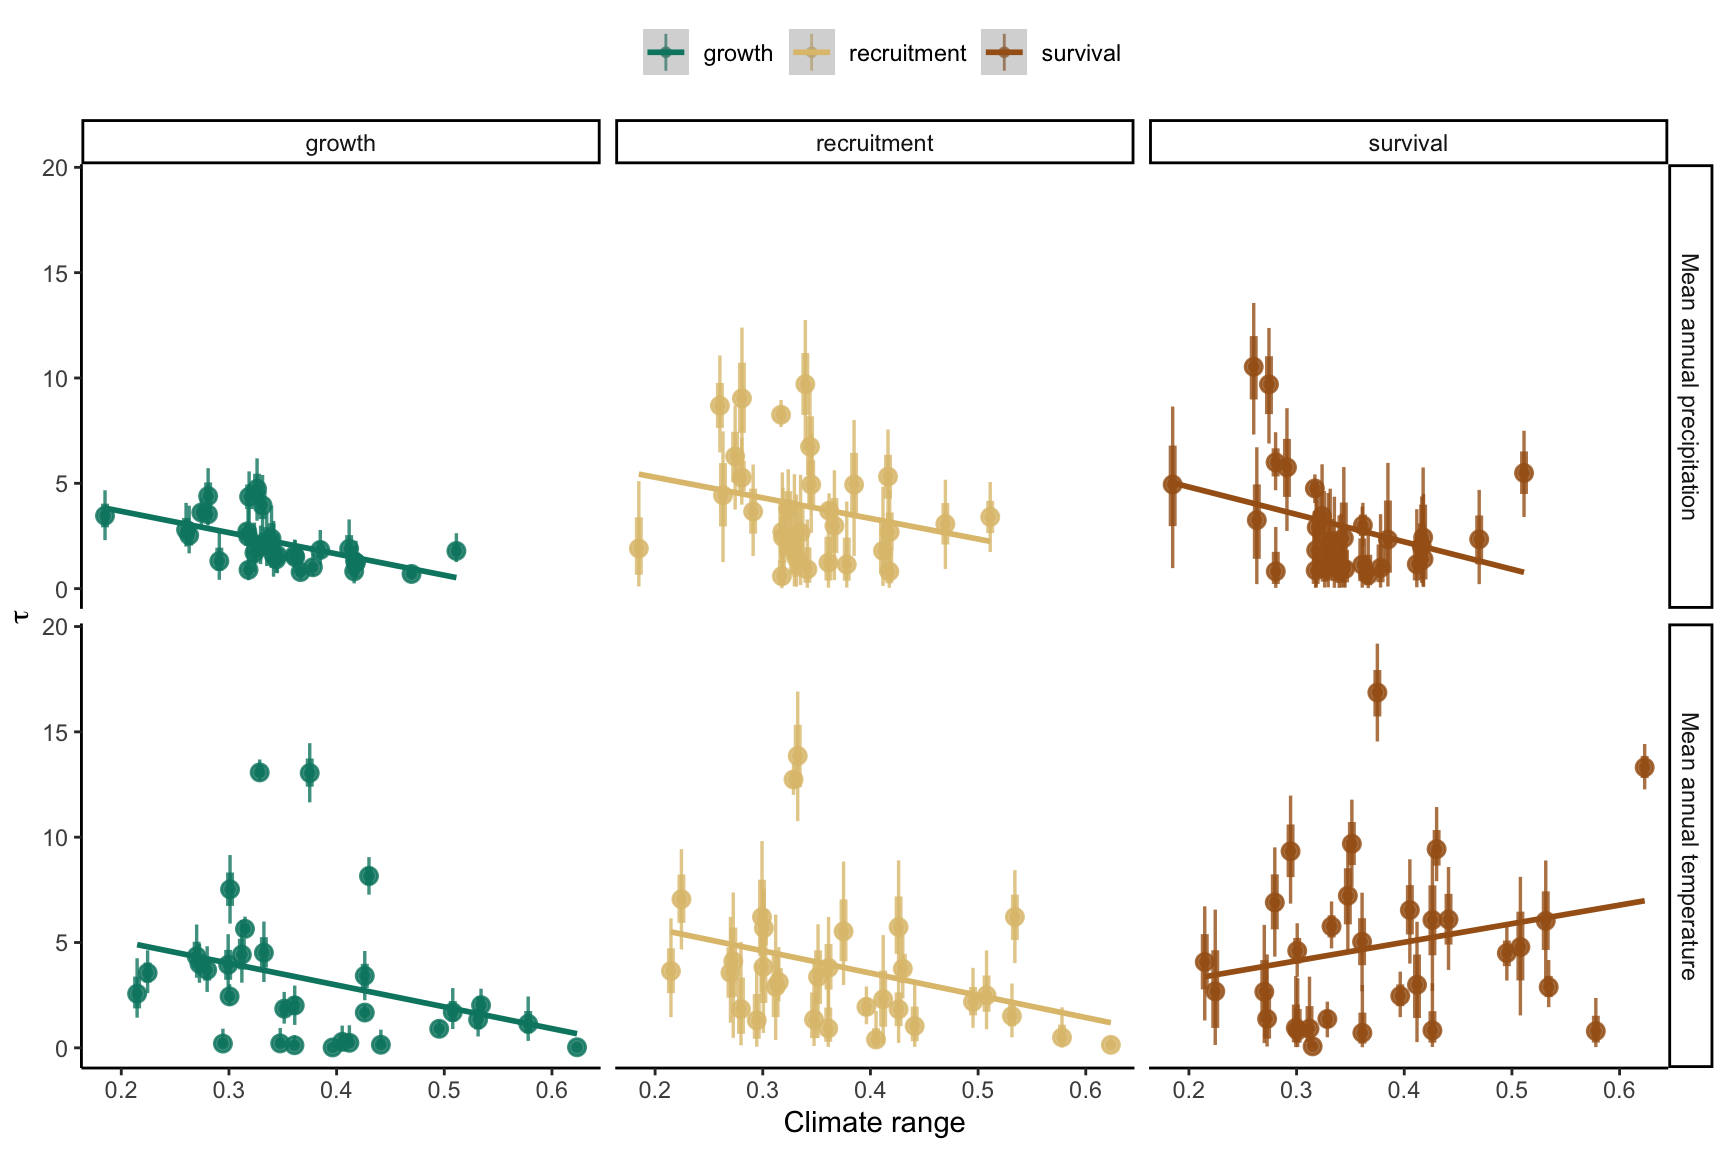 growth recruitment survival
growth recruitment survival
20
15
10
5
0
Mean annual precipitation
20
15
10
5
0
Mean annual temperature
τ
0.2 0.3 0.4 0.5 0.6 0.2 0.3 0.4 0.5 0.6 0.2 0.3 0.4 0.5 0.6
Climate range